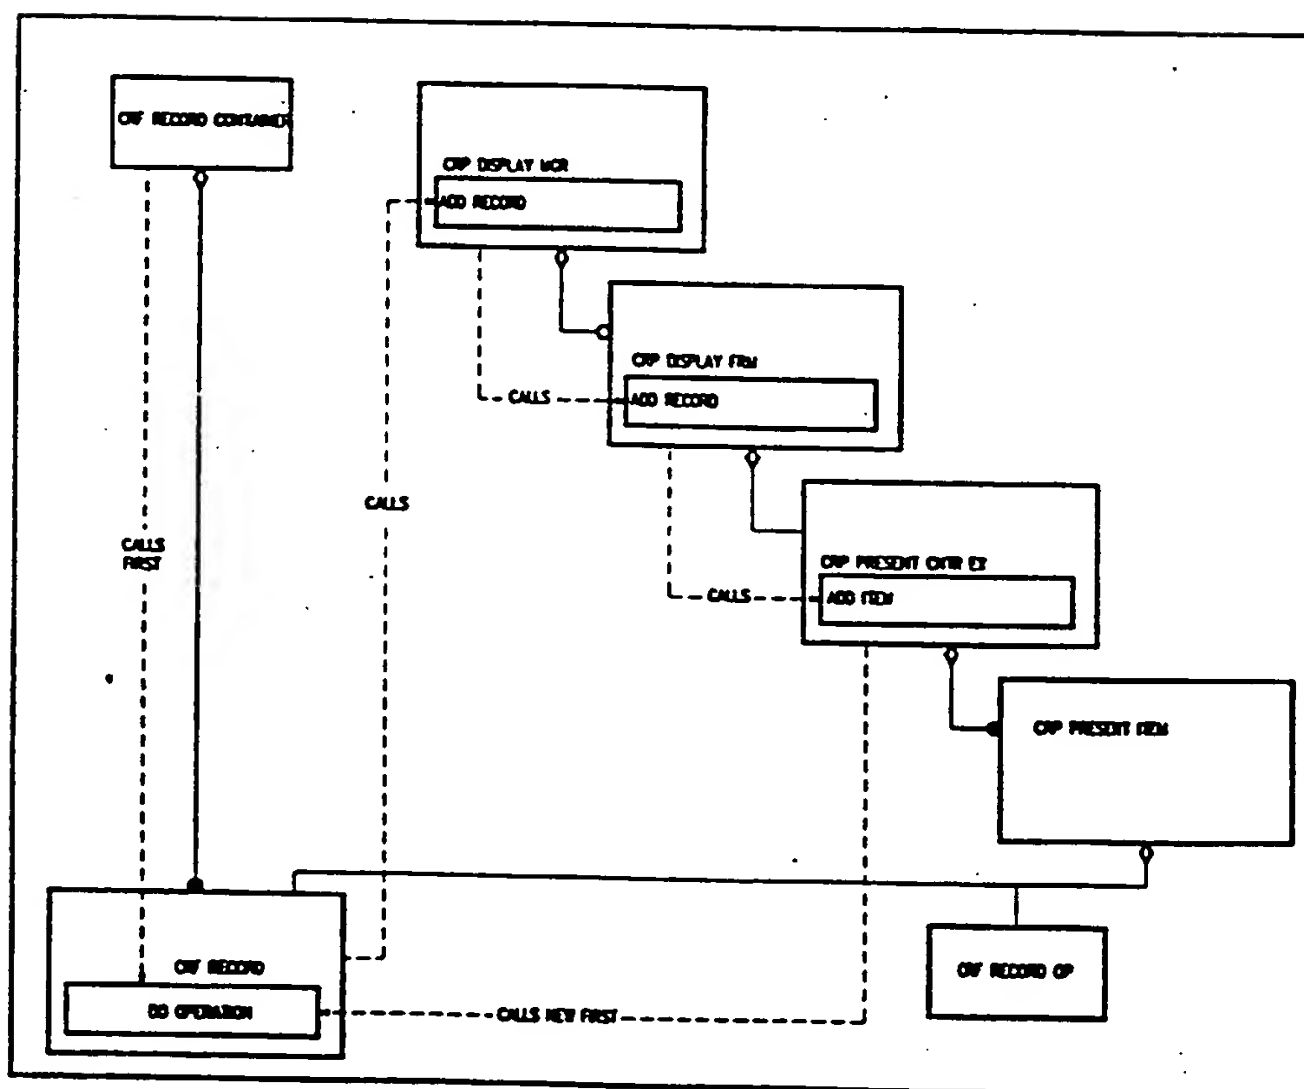 CRF RECORD CONTAINER
CRP DISPLAY MGR
ADD RECORD
CRP DISPLAY FRM
CALLS
ADD RECORD
CALLS
CALLS
FIRST
CRP PRESENT CNTR EX
CALLS
ADD ITEM
CRP PRESENT ITEM
CRF RECORD
CRF RECORD OP
DO OPERATION
CALLS NEW FIRST